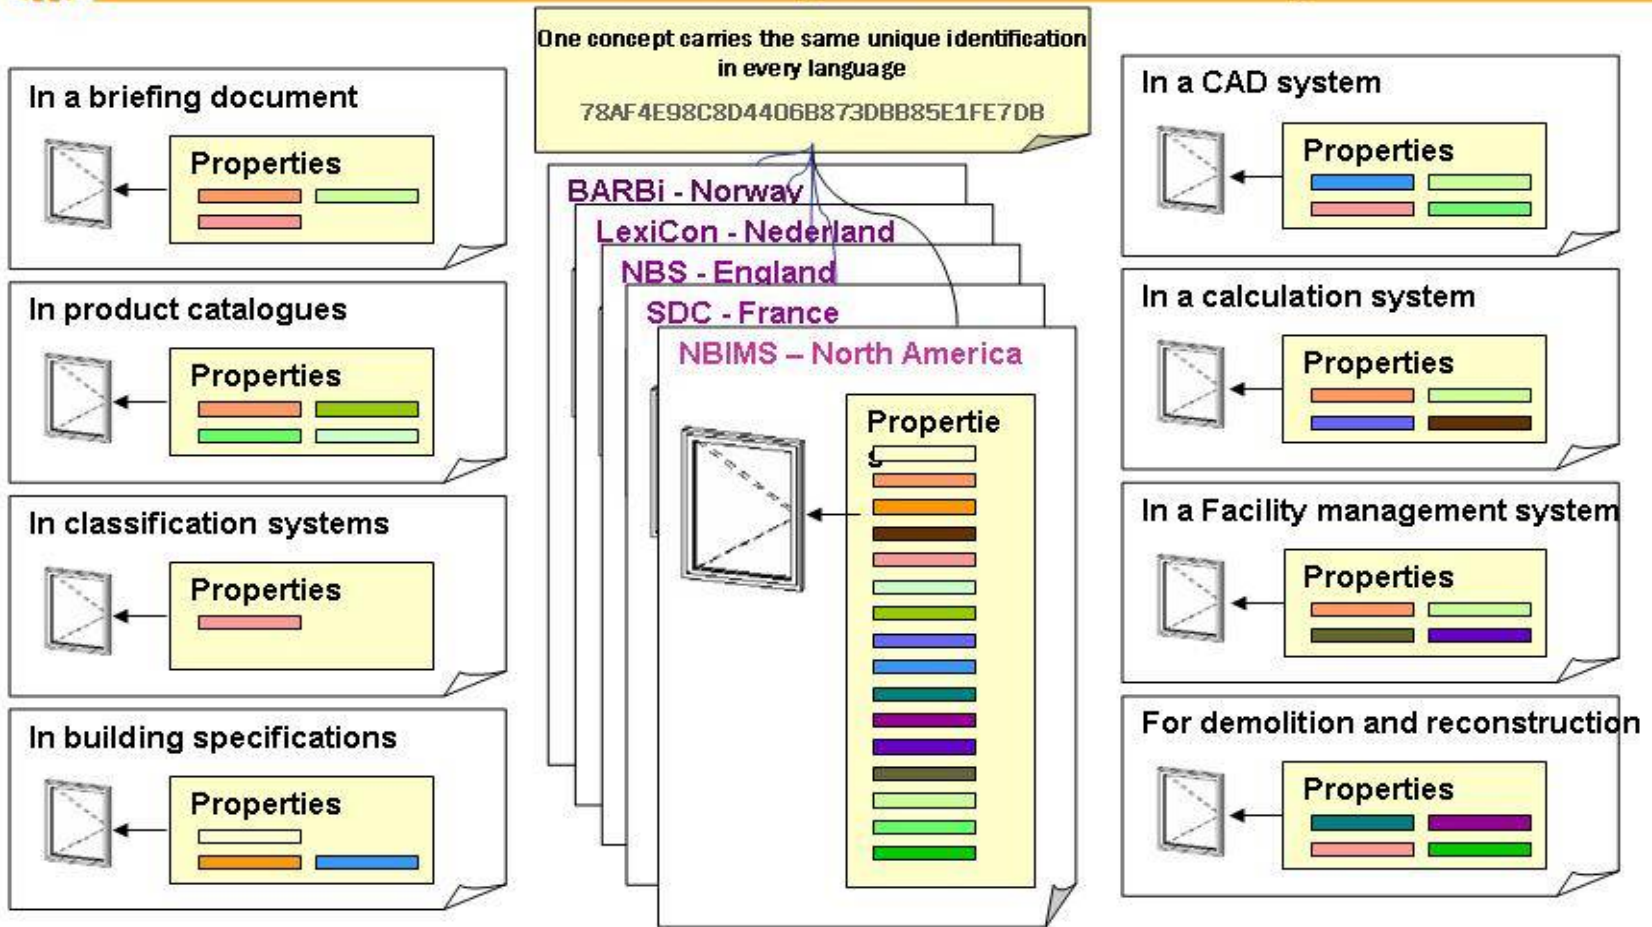 One concept carries the same unique identification
in every language
78AF4E98C8D4406B873DBB85E1FE7DB
In a briefing document
Properties
In product catalogues
Properties
In classification systems
Properties
In building specifications
Properties
BARBi - Norway
LexiCon - Nederland
NBS - England
SDC - France
NBIMS – North America
Propertie
s
In a CAD system
Properties
In a calculation system
Properties
In a Facility management system
Properties
For demolition and reconstruction
Properties